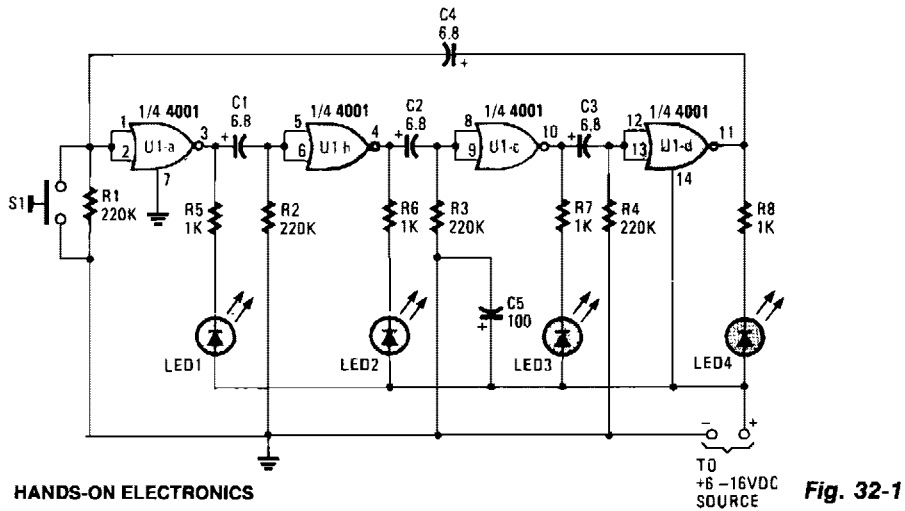 C4
6.8
+
1/4 4001
C1
6.8
+
1/4 4001
C2
6.8
+
1/4 4001
C3
6.8
+
1/4 4001
1
2
U1-a
3
7
5
6
U1-b
4
8
9
U1-c
10
12
13
U1-d
11
14
S1
R1
220K
R5
1K
R2
220K
R6
1K
R3
220K
R7
1K
R4
220K
R8
1K
C5
100
+
LED1
LED2
LED3
LED4
- +
TO
+6 –16VDC
SOURCE
HANDS-ON ELECTRONICS
Fig. 32-1